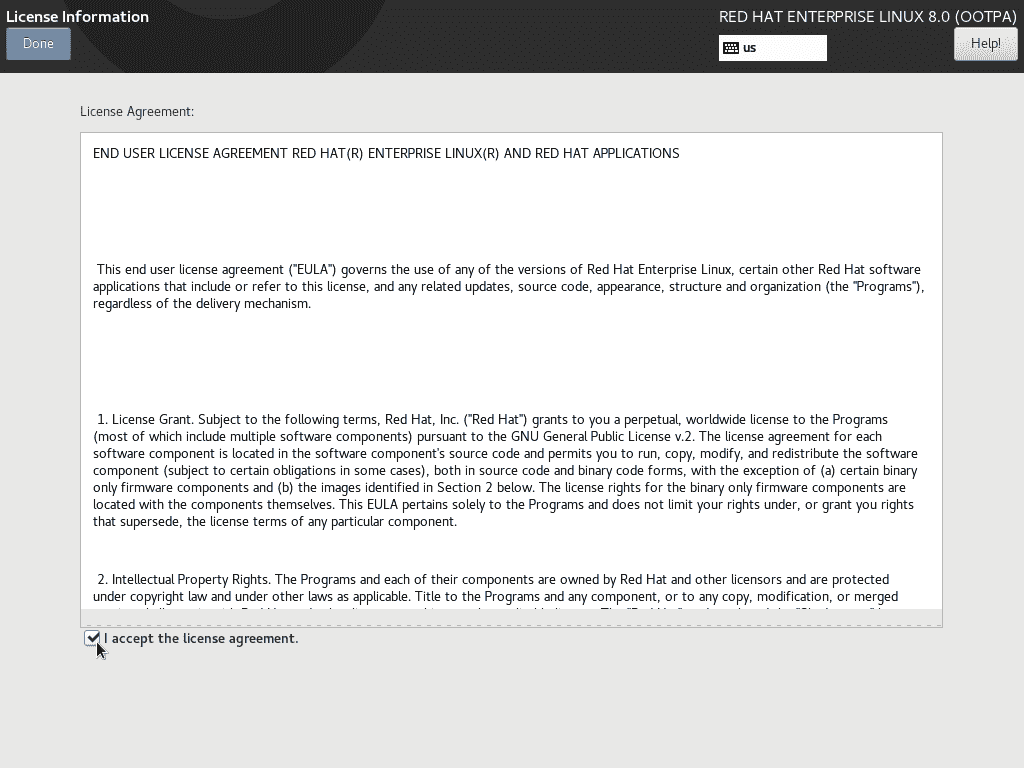 License Information
RED HAT ENTERPRISE LINUX 8.0 (OOTPA)
Done
us
Help!
License Agreement:
END USER LICENSE AGREEMENT RED HAT(R) ENTERPRISE LINUX(R) AND RED HAT APPLICATIONS
This end user license agreement ("EULA") governs the use of any of the versions of Red Hat Enterprise Linux, certain other Red Hat software
applications that include or refer to this license, and any related updates, source code, appearance, structure and organization (the "Programs"),
regardless of the delivery mechanism.
1. License Grant. Subject to the following terms, Red Hat, Inc. ("Red Hat") grants to you a perpetual, worldwide license to the Programs
(most of which include multiple software components) pursuant to the GNU General Public License v.2. The license agreement for each
software component is located in the software component's source code and permits you to run, copy, modify, and redistribute the software
component (subject to certain obligations in some cases), both in source code and binary code forms, with the exception of (a) certain binary
only firmware components and (b) the images identified in Section 2 below. The license rights for the binary only firmware components are
located with the components themselves. This EULA pertains solely to the Programs and does not limit your rights under, or grant you rights
that supersede, the license terms of any particular component.
2. Intellectual Property Rights. The Programs and each of their components are owned by Red Hat and other licensors and are protected
under copyright law and under other laws as applicable. Title to the Programs and any component, or to any copy, modification, or merged
I accept the license agreement.